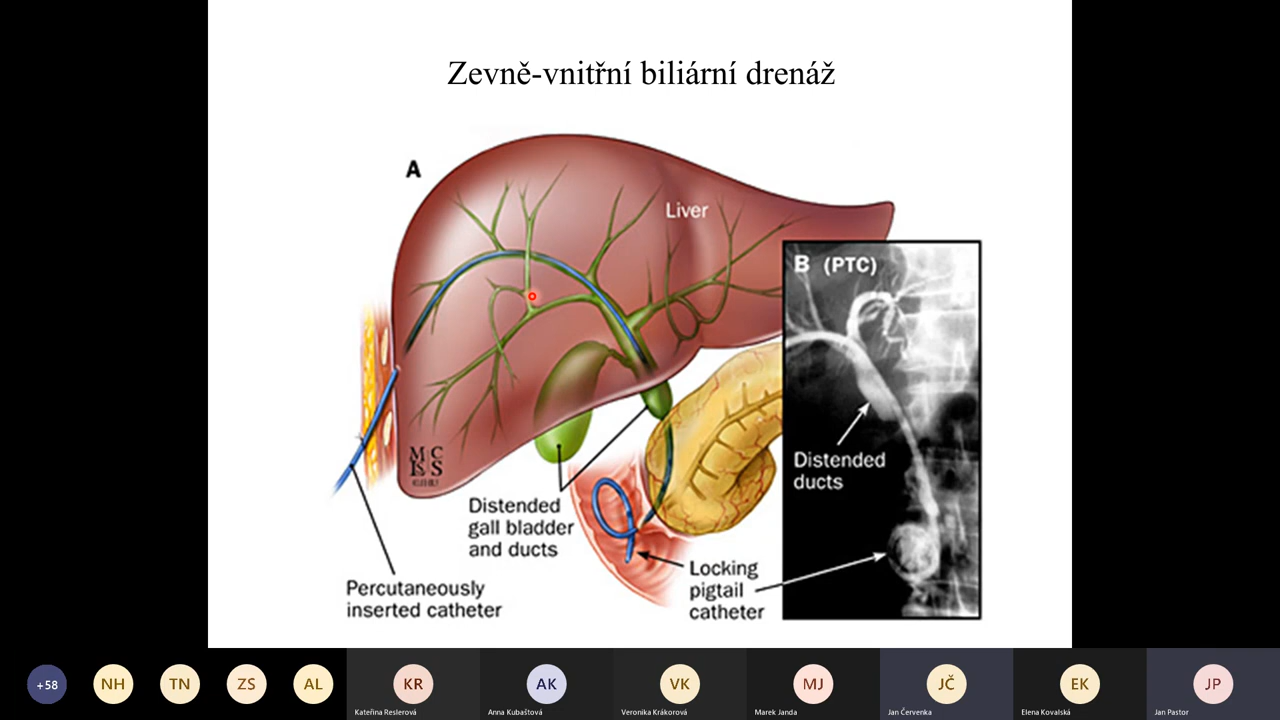 Zevně-vnitřní biliární drenáž
A
Liver
B (PTC)
Distended
ducts
Distended
gall bladder
and ducts
Locking
pigtail
catheter
Percutaneously
inserted catheter
+58
NH
TN
ZS
AL
KR
AK
VK
MJ
JČ
EK
JP
Kateřina Reslerová
Anna Kubaštová
Veronika Krákorová
Marek Janda
Jan Červenka
Elena Kovalská
Jan Pastor